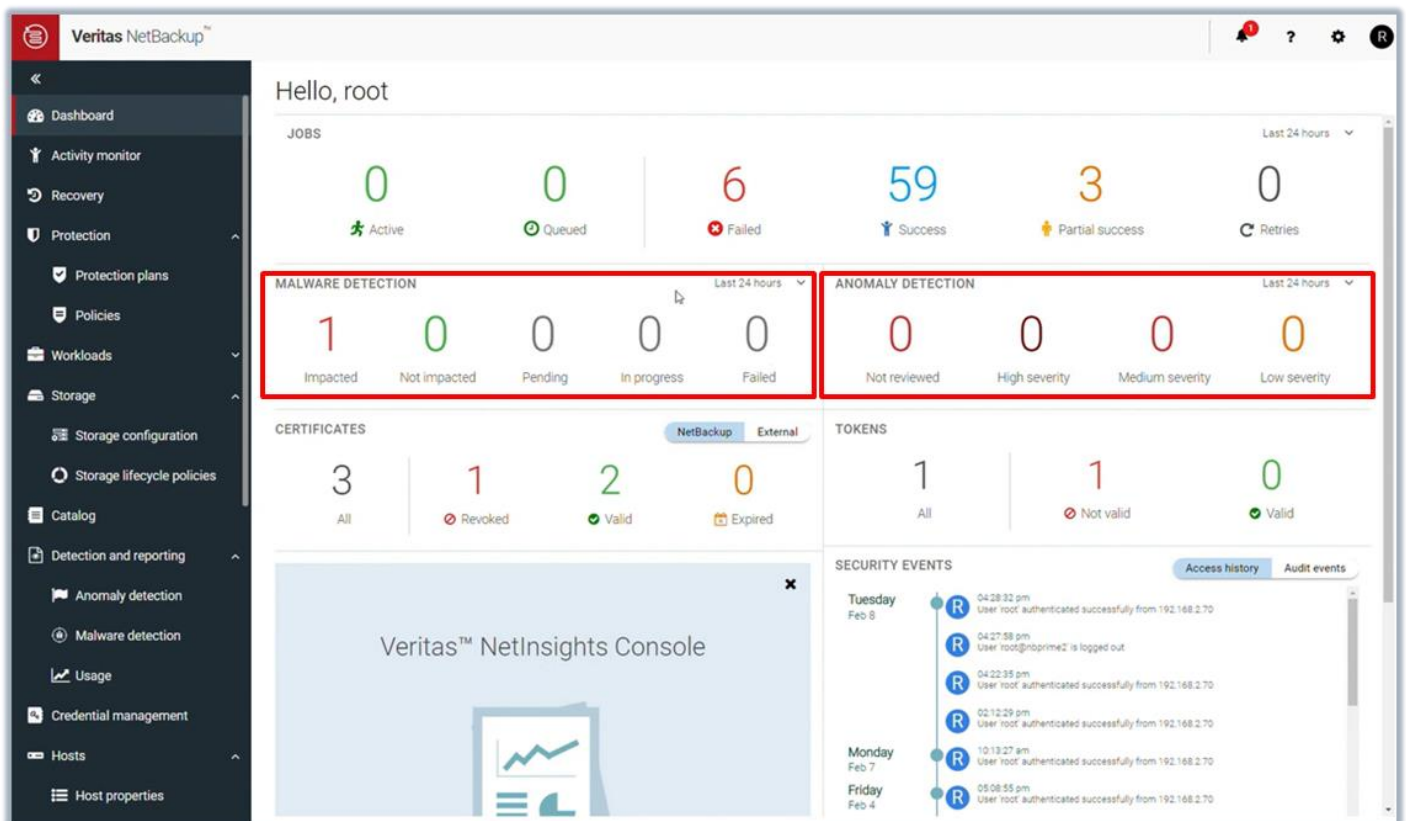 Veritas NetBackup™
1
?
R
«
Dashboard
Activity monitor
Recovery
Protection
Protection plans
Policies
Workloads
Storage
Storage configuration
Storage lifecycle policies
Catalog
Detection and reporting
Anomaly detection
Malware detection
Usage
Credential management
Hosts
Host properties
Hello, root
JOBS
Last 24 hours
0 0 6 59 3 0
Active Queued Failed Success Partial success Retries
MALWARE DETECTION
Last 24 hours
1 0 0 0 0
Impacted Not impacted Pending In progress Failed
ANOMALY DETECTION
Last 24 hours
0 0 0 0
Not reviewed High severity Medium severity Low severity
CERTIFICATES
NetBackup External
3 1 2 0
All Revoked Valid Expired
TOKENS
1 1 0
All Not valid Valid
Veritas™ NetInsights Console
SECURITY EVENTS
Access history Audit events
Tuesday
Feb 8
R
04:28:32 pm
User 'root' authenticated successfully from 192.168.2.70
R
04:27:58 pm
User 'root@nbprime2' is logged out
R
04:22:35 pm
User 'root' authenticated successfully from 192.168.2.70
R
02:12:29 pm
User 'root' authenticated successfully from 192.168.2.70
Monday
Feb 7
R
10:13:27 am
User 'root' authenticated successfully from 192.168.2.70
Friday
Feb 4
R
05:08:55 pm
User 'root' authenticated successfully from 192.168.2.70